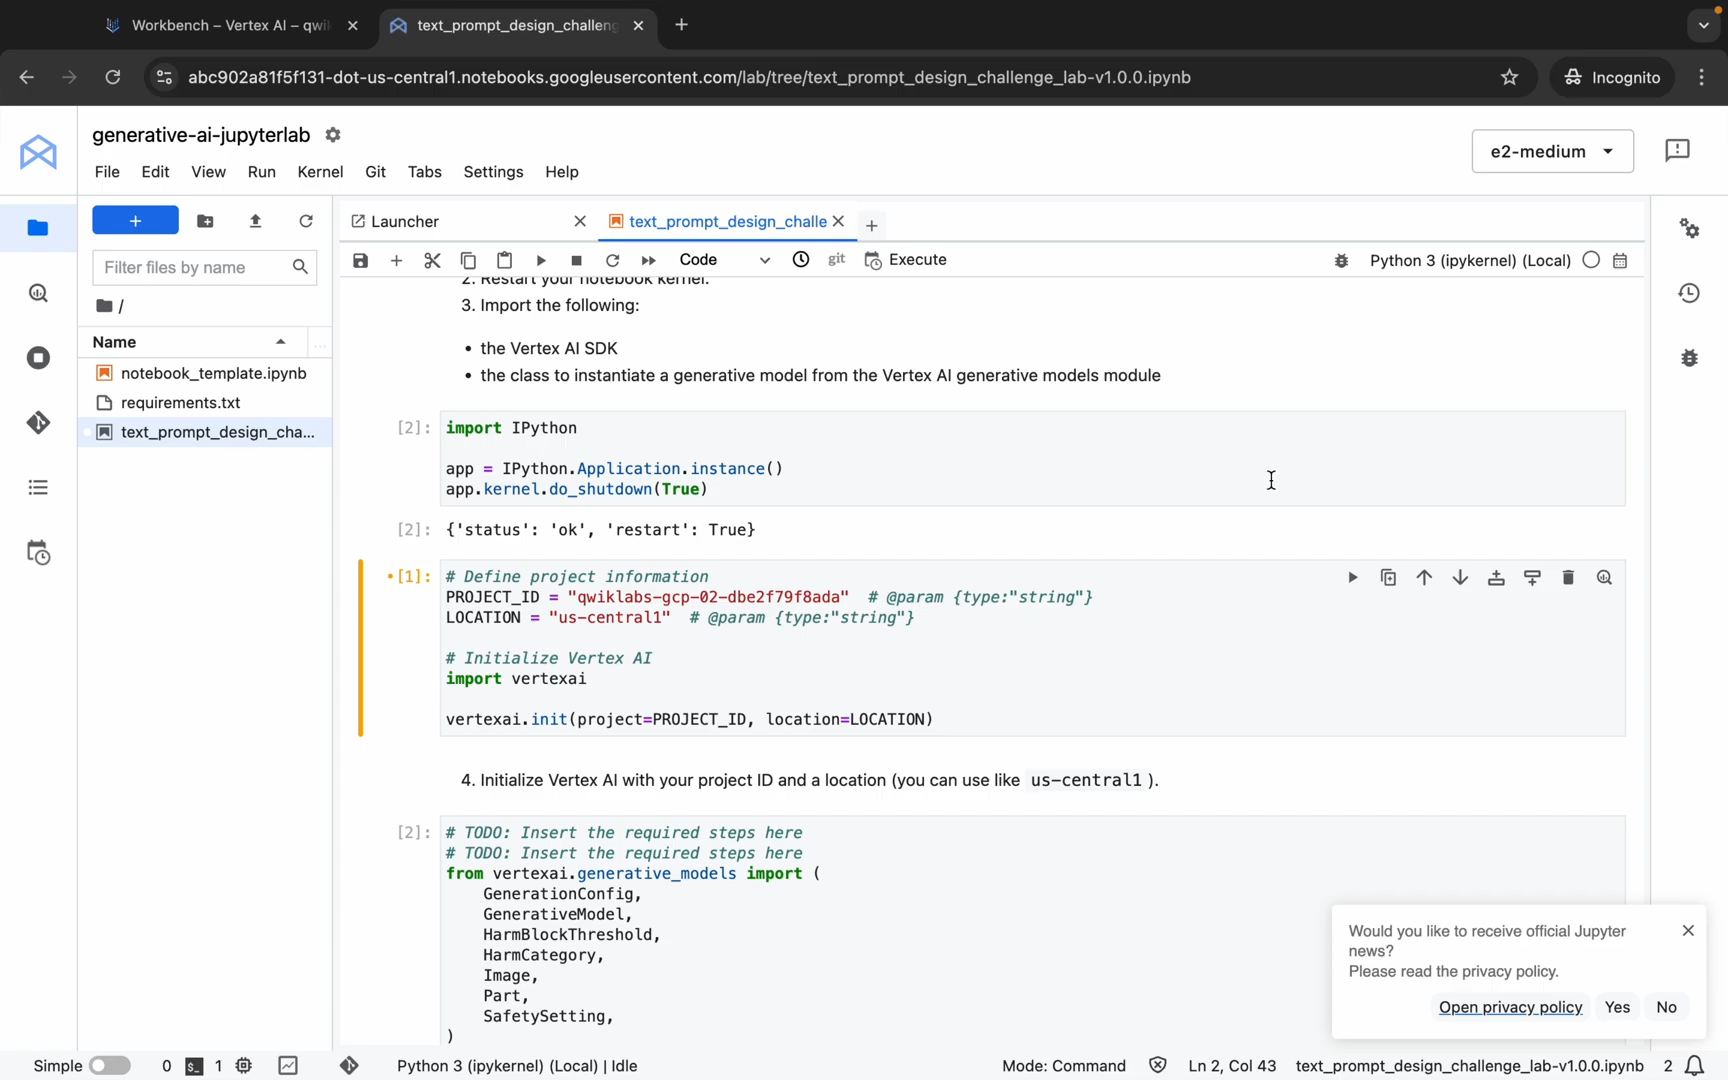 Workbench – Vertex AI – qwi
text_prompt_design_challeng
abc902a81f5f131-dot-us-central1.notebooks.googleusercontent.com/lab/tree/text_prompt_design_challenge_lab-v1.0.0.ipynb
Incognito
generative-ai-jupyterlab
File Edit View Run Kernel Git Tabs Settings Help
e2-medium
Launcher
text_prompt_design_challe
Filter files by name
/
Name
notebook_template.ipynb
requirements.txt
text_prompt_design_cha...
Code
git
Execute
Python 3 (ipykernel) (Local)
2. Restart your notebook kernel.
3. Import the following:
• the Vertex AI SDK
• the class to instantiate a generative model from the Vertex AI generative models module
[2]: import IPython
app = IPython.Application.instance()
app.kernel.do_shutdown(True)
[2]: {'status': 'ok', 'restart': True}
•[1]: # Define project information
PROJECT_ID = "qwiklabs-gcp-02-dbe2f79f8ada"  # @param {type:"string"}
LOCATION = "us-central1"  # @param {type:"string"}
# Initialize Vertex AI
import vertexai
vertexai.init(project=PROJECT_ID, location=LOCATION)
4. Initialize Vertex AI with your project ID and a location (you can use like us-central1 ).
[2]: # TODO: Insert the required steps here
# TODO: Insert the required steps here
from vertexai.generative_models import (
GenerationConfig,
GenerativeModel,
HarmBlockThreshold,
HarmCategory,
Image,
Part,
SafetySetting,
)
Would you like to receive official Jupyter
news?
Please read the privacy policy.
Open privacy policy Yes No
Simple 0 1 Python 3 (ipykernel) (Local) | Idle Mode: Command Ln 2, Col 43 text_prompt_design_challenge_lab-v1.0.0.ipynb 2